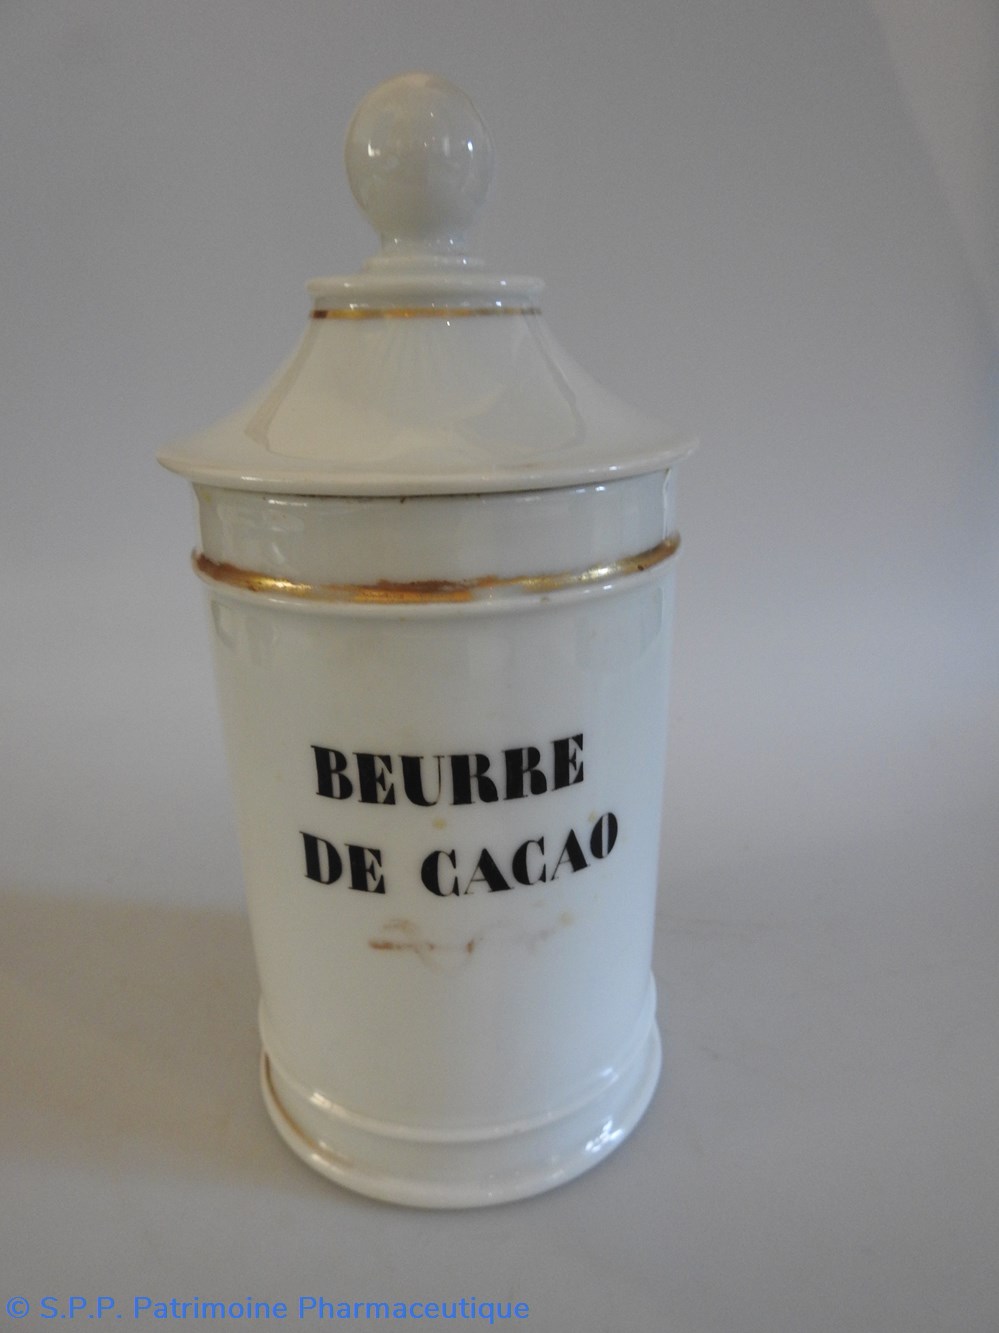 BEURRE
DE CACAO
© S.P.P. Patrimoine Pharmaceutique